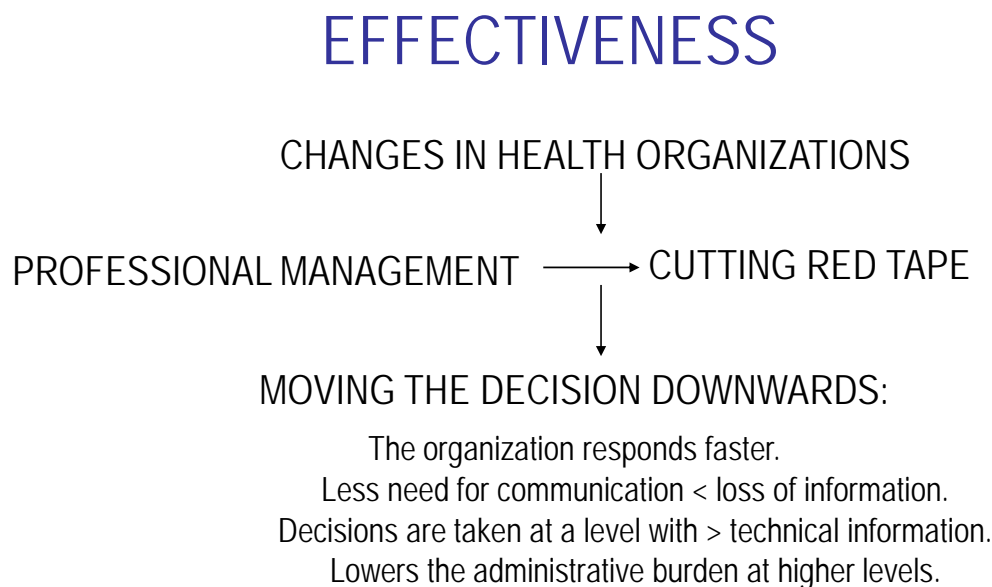 EFFECTIVENESS
CHANGES IN HEALTH ORGANIZATIONS
PROFESSIONAL MANAGEMENT
CUTTING RED TAPE
MOVING THE DECISION DOWNWARDS:
The organization responds faster.
Less need for communication < loss of information.
Decisions are taken at a level with > technical information.
Lowers the administrative burden at higher levels.